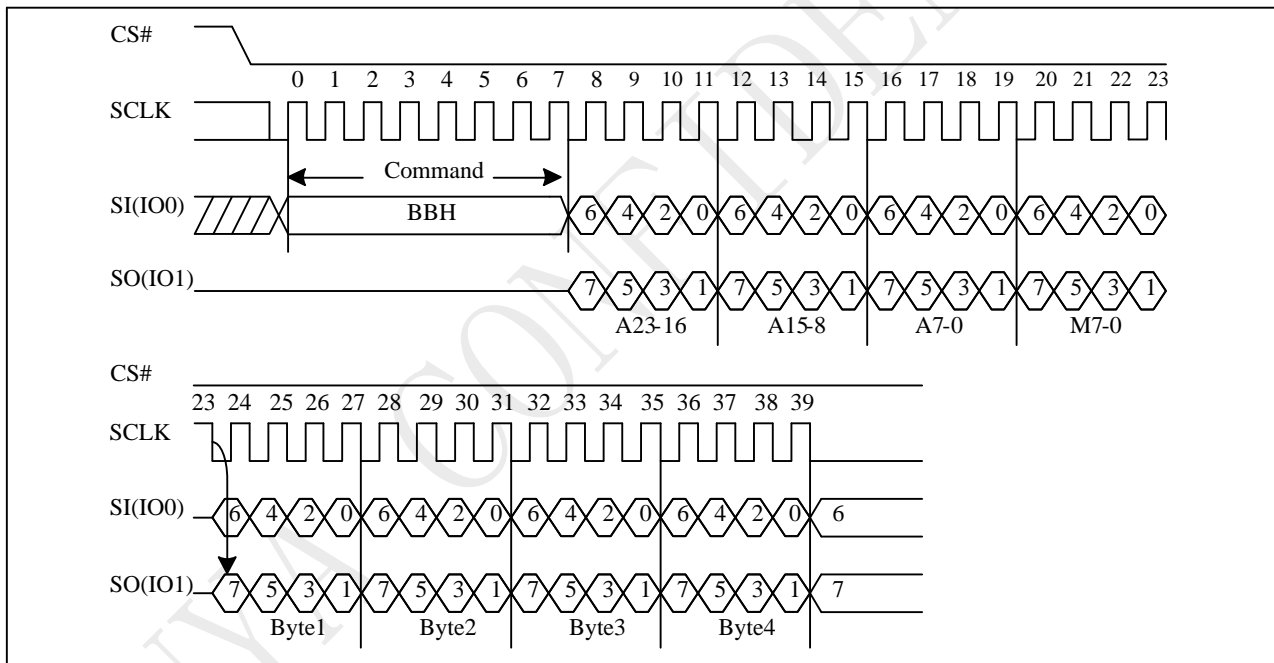 CS#
0 1 2 3 4 5 6 7 8 9 10 11 12 13 14 15 16 17 18 19 20 21 22 23
SCLK
Command
SI(IO0) BBH 6 4 2 0 6 4 2 0 6 4 2 0 6 4 2 0
SO(IO1) 7 5 3 1 7 5 3 1 7 5 3 1 7 5 3 1
A23-16 A15-8 A7-0 M7-0
CS#
23 24 25 26 27 28 29 30 31 32 33 34 35 36 37 38 39
SCLK
SI(IO0) 6 4 2 0 6 4 2 0 6 4 2 0 6 4 2 0 6
SO(IO1) 7 5 3 1 7 5 3 1 7 5 3 1 7 5 3 1 7
Byte1 Byte2 Byte3 Byte4